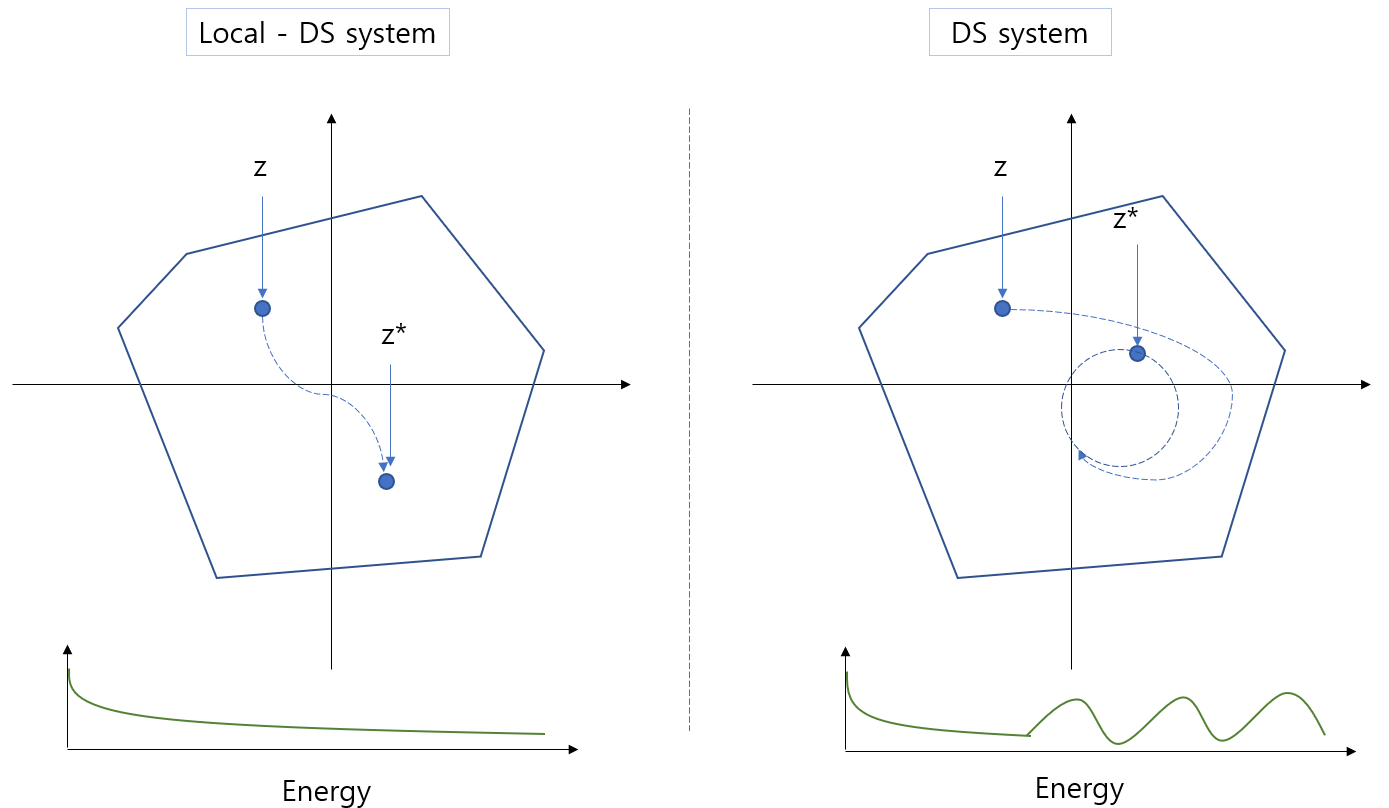 Local - DS system
DS system
z
z*
z
z*
Energy
Energy